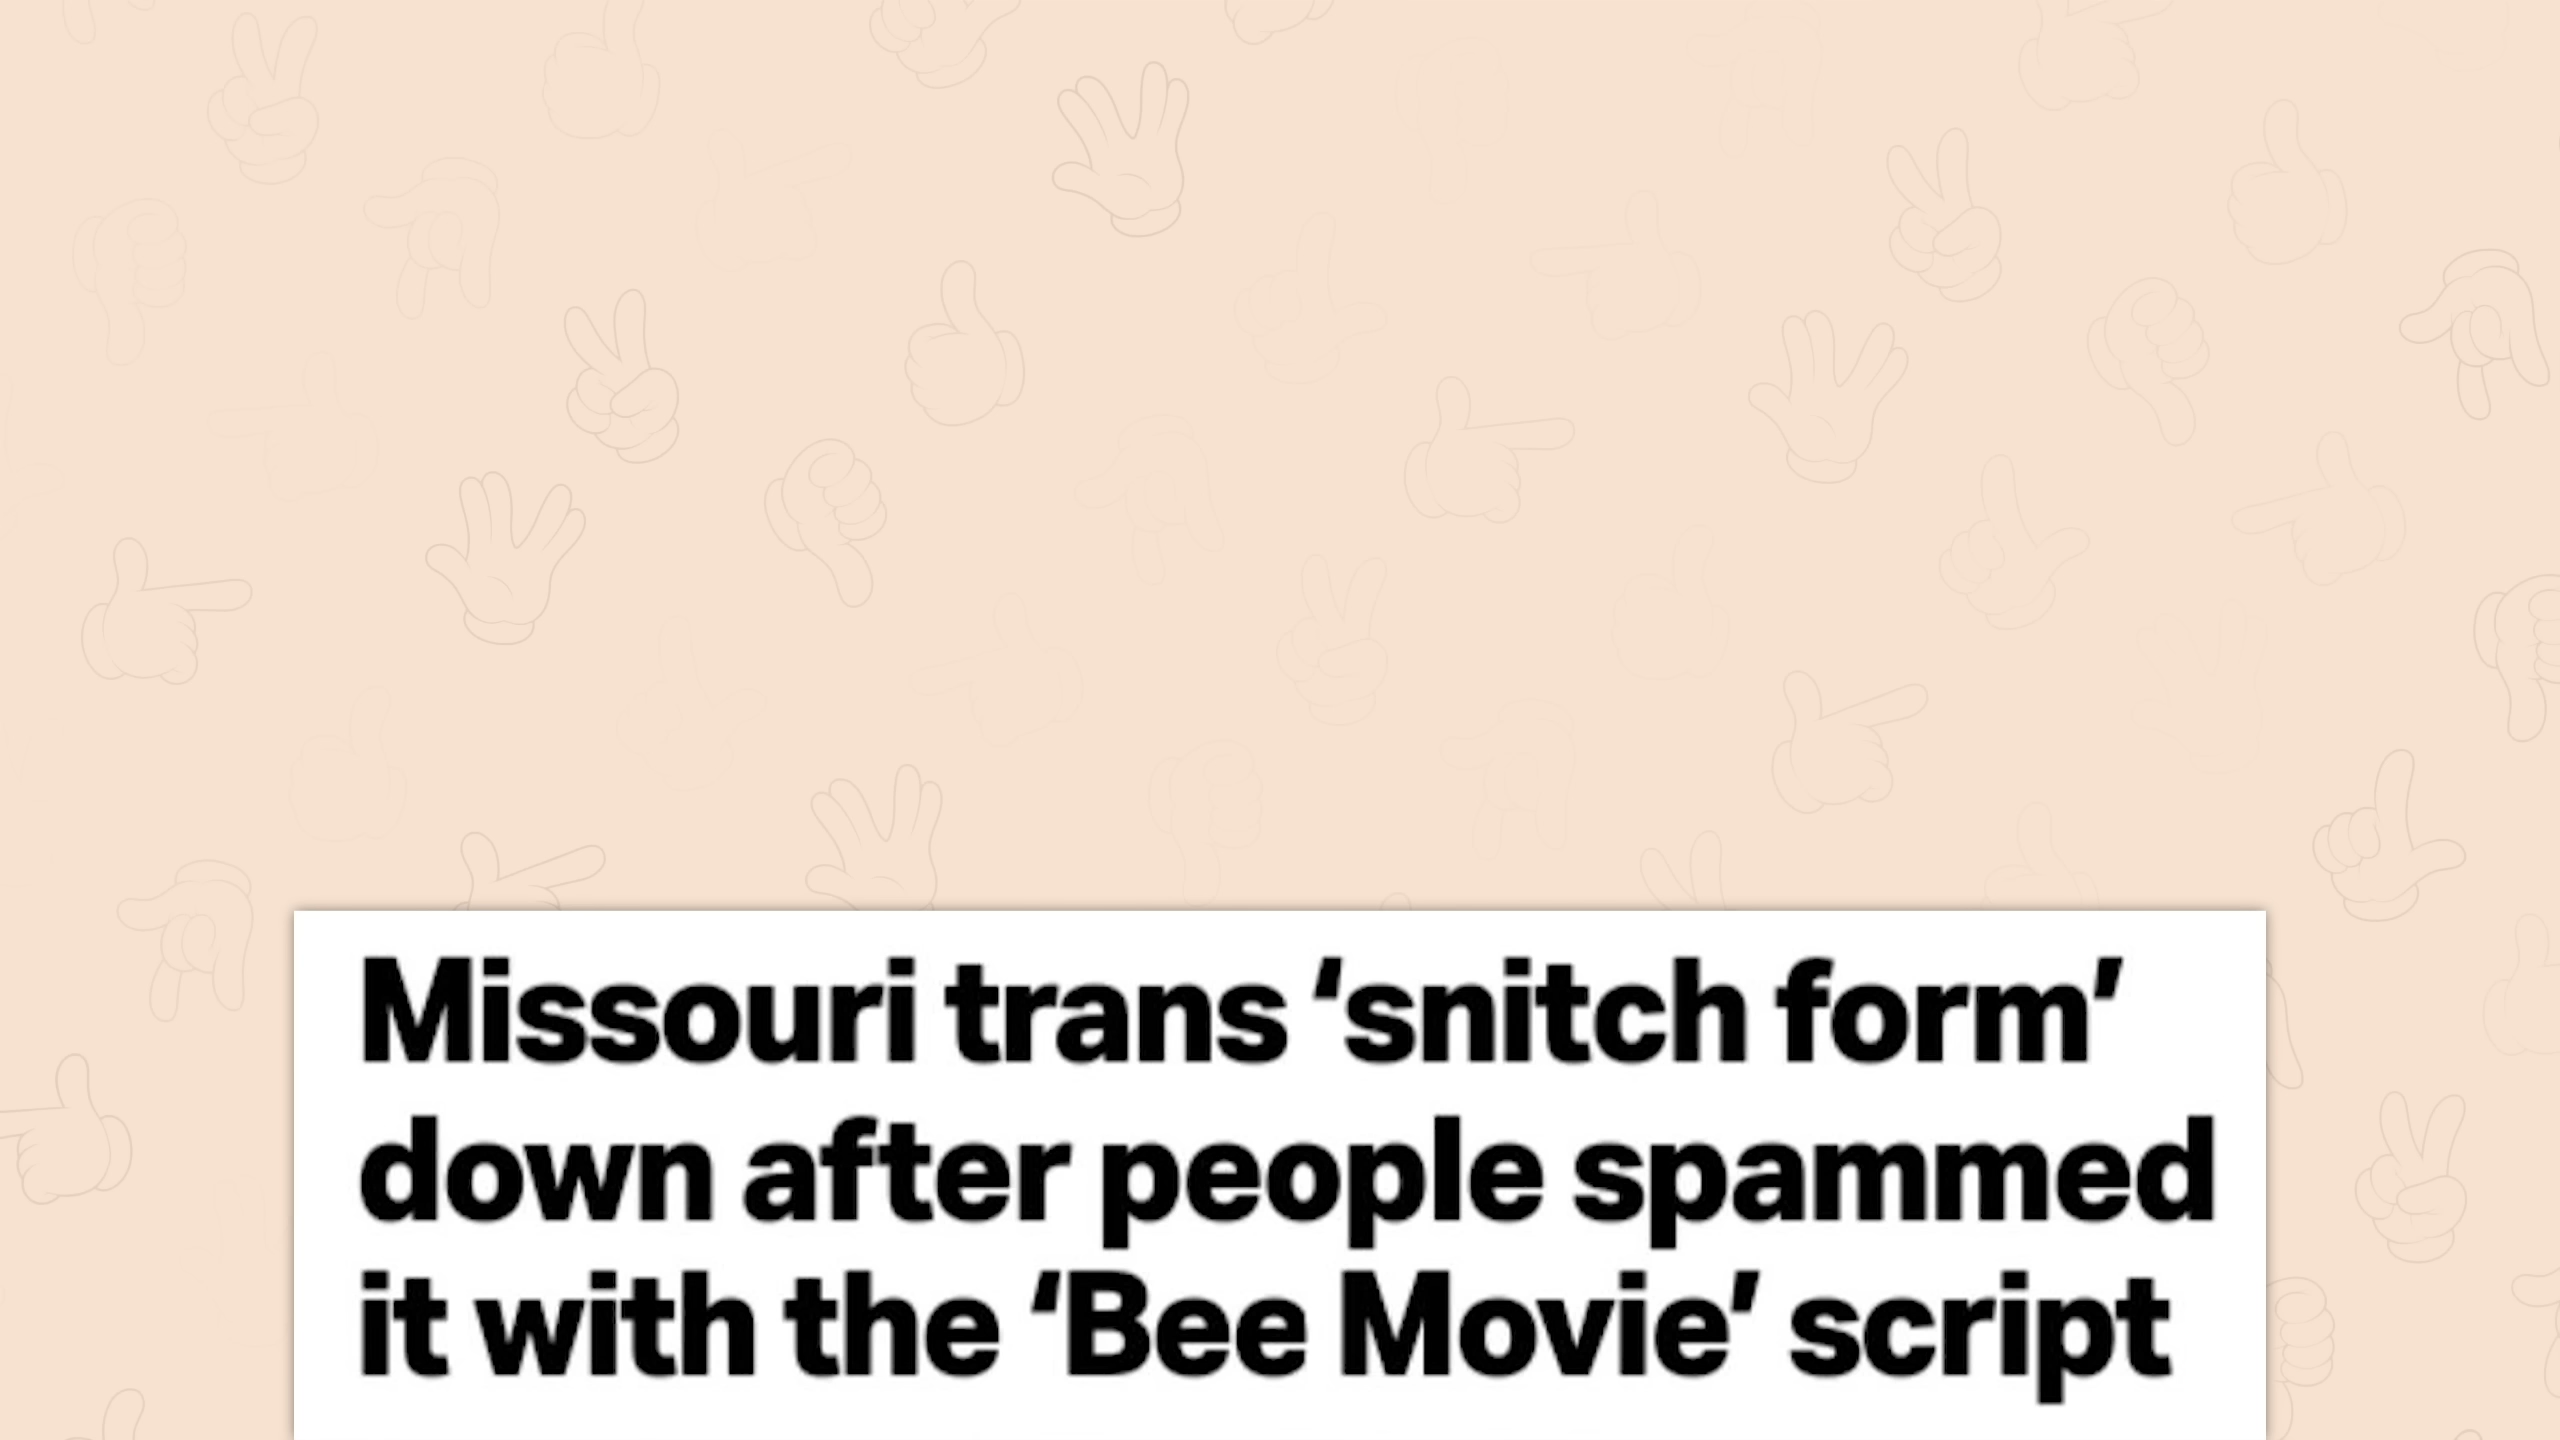 Missouri trans ‘snitch form’
down after people spammed
it with the ‘Bee Movie’ script